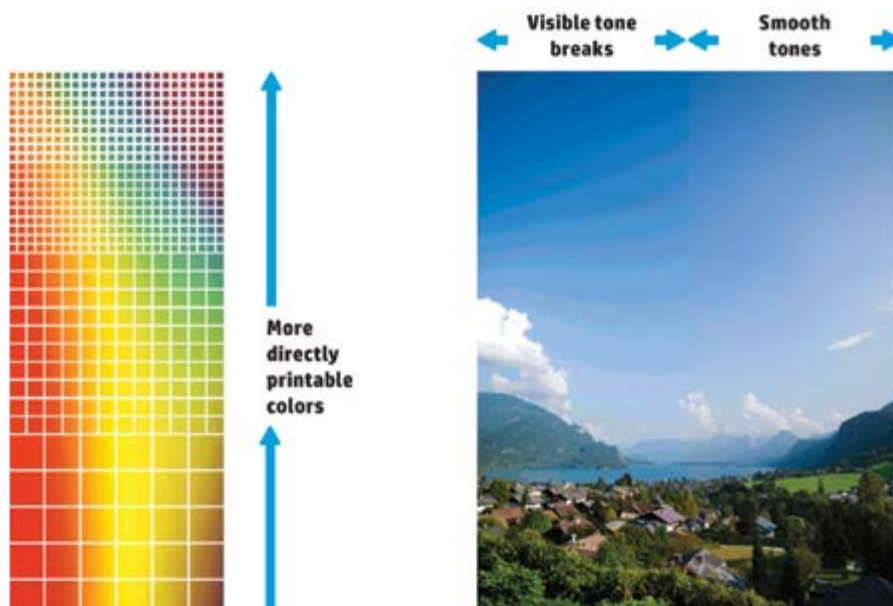 Visible tone
breaks
Smooth
tones
More
directly
printable
colors